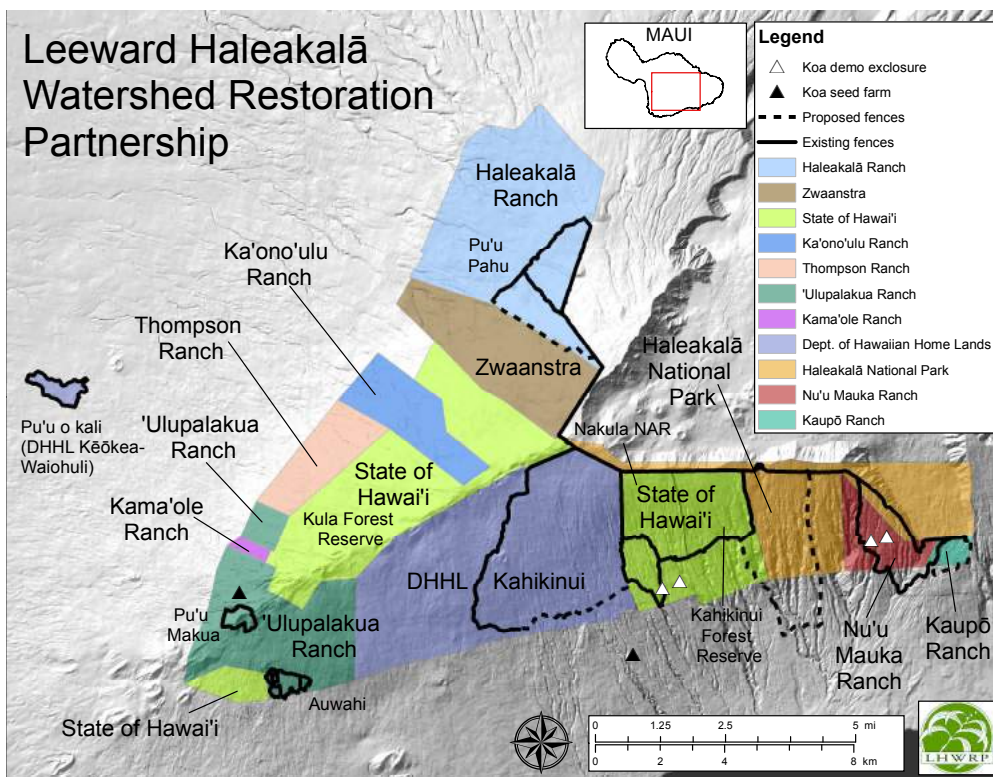 Leeward Haleakalā
Watershed Restoration
Partnership
MAUI
Legend
Koa demo exclosure
Koa seed farm
Proposed fences
Existing fences
Haleakalā Ranch
Zwaanstra
State of Hawai'i
Ka'ono'ulu Ranch
Thompson Ranch
'Ulupalakua Ranch
Kama'ole Ranch
Dept. of Hawaiian Home Lands
Haleakalā National Park
Nu'u Mauka Ranch
Kaupō Ranch
Haleakalā
Ranch
Pu'u
Pahu
Ka'ono'ulu
Ranch
Thompson
Ranch
Zwaanstra
Haleakalā
National
Park
Pu'u o kali
(DHHL Kēōkea-
Waiohuli)
'Ulupalakua
Ranch
Nakula NAR
State of
Hawai'i
Kula Forest
Reserve
State of
Hawai'i
Kama'ole
Ranch
DHHL
Kahikinui
Pu'u
Makua
'Ulupalakua
Ranch
Kahikinui
Forest
Reserve
Nu'u
Mauka
Ranch
Kaupō
Ranch
Auwahi
State of Hawai'i
0 1.25 2.5 5 mi
0 2 4 8 km
LHWRP